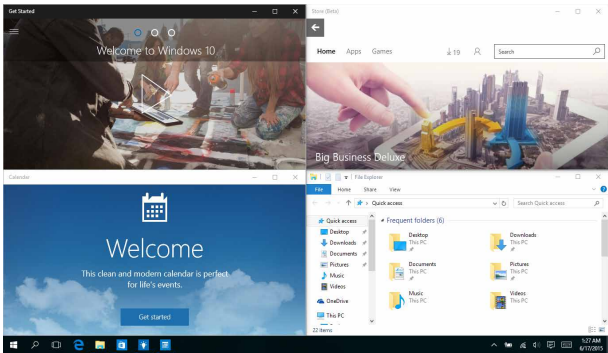 Get Started
Welcome to Windows 10
Store (Beta)
Home Apps Games 19 Search
Big Business Deluxe
Calendar
Welcome
This clean and modern calendar is perfect
for life's events.
Get started
File Explorer
File Home Share View
Quick access Search Quick access
Quick access
Desktop
Downloads
Documents
Pictures
Music
Videos
OneDrive
This PC
Frequent folders (6)
Desktop
This PC
Downloads
This PC
Documents
This PC
Pictures
This PC
Music
This PC
Videos
This PC
22 items
1:27 AM
6/17/2015